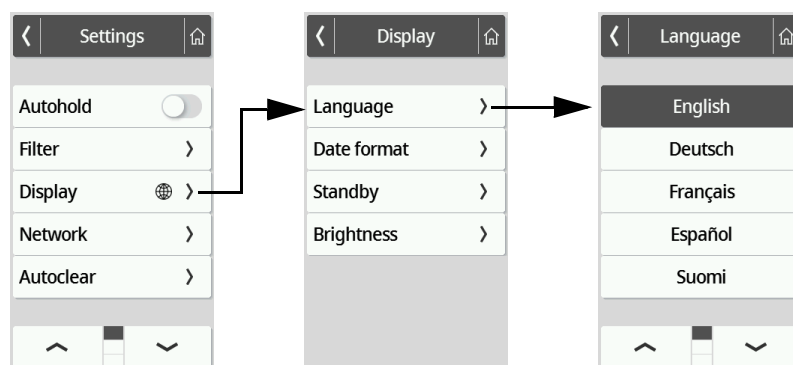 Settings
Autohold
Filter
Display
Network
Autoclear
Display
Language
Date format
Standby
Brightness
Language
English
Deutsch
Français
Español
Suomi